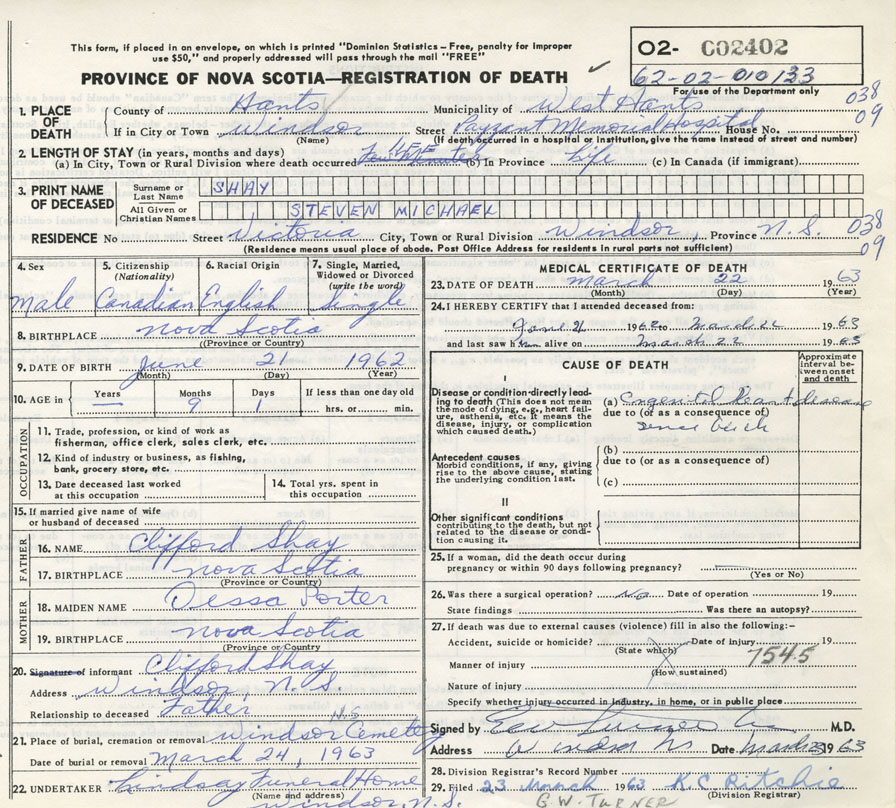 This form, if placed in an envelope, on which is printed "Dominion Statistics – Free, penalty for improper
use $50," and properly addressed will pass through the mail "FREE"
PROVINCE OF NOVA SCOTIA—REGISTRATION OF DEATH
O2- C02402
62-02-010133
For use of the Department only
038
09
1. PLACE OF DEATH County of Hants Municipality of West Hants
If in City or Town Windsor Street Payzant Memorial Hospital House No.
(Name) (If death occurred in a hospital or institution, give the name instead of street and number)
2. LENGTH OF STAY (in years, months and days)
(a) In City, Town or Rural Division where death occurred LIFE (b) In Province Life (c) In Canada (if immigrant)
3. PRINT NAME OF DECEASED Surname or Last Name SHAY
All Given or Christian Names STEVEN MICHAEL
RESIDENCE No Street Victoria City, Town or Rural Division Windsor, Province N.S.
038
09
(Residence means usual place of abode. Post Office Address for residents in rural parts not sufficient)
4. Sex Male
5. Citizenship (Nationality) Canadian
6. Racial Origin English
7. Single, Married, Widowed or Divorced (write the word) Single
8. BIRTHPLACE Nova Scotia
(Province or Country)
9. DATE OF BIRTH June 21 1962
(Month) (Day) (Year)
10. AGE in Years — Months 9 Days 1 If less than one day old
hrs. or min.
OCCUPATION
11. Trade, profession, or kind of work as
fisherman, office clerk, sales clerk, etc.
12. Kind of industry or business, as fishing,
bank, grocery store, etc.
13. Date deceased last worked
at this occupation
14. Total yrs. spent in
this occupation
15. If married give name of wife
or husband of deceased
FATHER
16. NAME Clifford Shay
17. BIRTHPLACE Nova Scotia
(Province or Country)
MOTHER
18. MAIDEN NAME Dessa Porter
19. BIRTHPLACE Nova Scotia
(Province or Country)
20. Signature of informant Clifford Shay
Address Windsor, N.S.
Relationship to deceased Father
N.S.
21. Place of burial, cremation or removal Windsor Cemetery
Date of burial or removal March 24, 1963
22. UNDERTAKER Lindsay Funeral Home
(Name and address)
Windsor, N.S.
MEDICAL CERTIFICATE OF DEATH
23. DATE OF DEATH March 22 1963
(Month) (Day) (Year)
24. I HEREBY CERTIFY that I attended deceased from:
June 21 1962 to March 22 1963
and last saw him alive on March 22 1963
CAUSE OF DEATH
Approximate interval between onset and death
I
Disease or condition directly leading
to death (This does not mean
the mode of dying, e.g., heart failure,
asthenia, etc. It means the
disease, injury, or complication
which caused death.)
(a) Congenital Heart disease
due to (or as a consequence of)
since birth
Antecedent causes
Morbid conditions, if any, giving
rise to the above cause, stating
the underlying condition last.
(b)
due to (or as a consequence of)
(c)
II
Other significant conditions
contributing to the death, but not
related to the disease or condition
causing it.
25. If a woman, did the death occur during
pregnancy or within 90 days following pregnancy?
(Yes or No)
26. Was there a surgical operation? No Date of operation 19
State findings Was there an autopsy?
27. If death was due to external causes (violence) fill in also the following:–
Accident, suicide or homicide? Date of injury 19
(State which)
7545
Manner of injury
(How sustained)
Nature of injury
Specify whether injury occurred in industry, in home, or in public place
Signed by M.D.
Address Windsor NS Date March 1963
28. Division Registrar's Record Number
29. Filed 23 March 1963 K.C. Ritchie
(Division Registrar)
G.W. TURNER